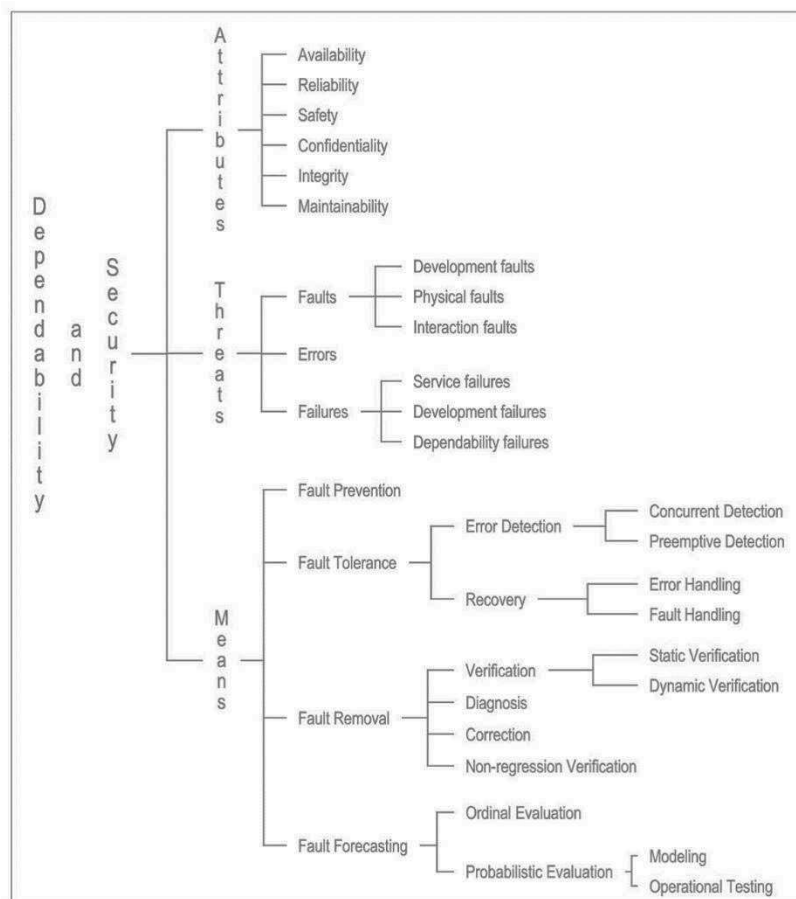 Dependability
and
Security
Attributes
Availability
Reliability
Safety
Confidentiality
Integrity
Maintainability
Threats
Faults
Development faults
Physical faults
Interaction faults
Errors
Failures
Service failures
Development failures
Dependability failures
Means
Fault Prevention
Fault Tolerance
Error Detection
Concurrent Detection
Preemptive Detection
Recovery
Error Handling
Fault Handling
Fault Removal
Verification
Static Verification
Dynamic Verification
Diagnosis
Correction
Non-regression Verification
Fault Forecasting
Ordinal Evaluation
Probabilistic Evaluation
Modeling
Operational Testing